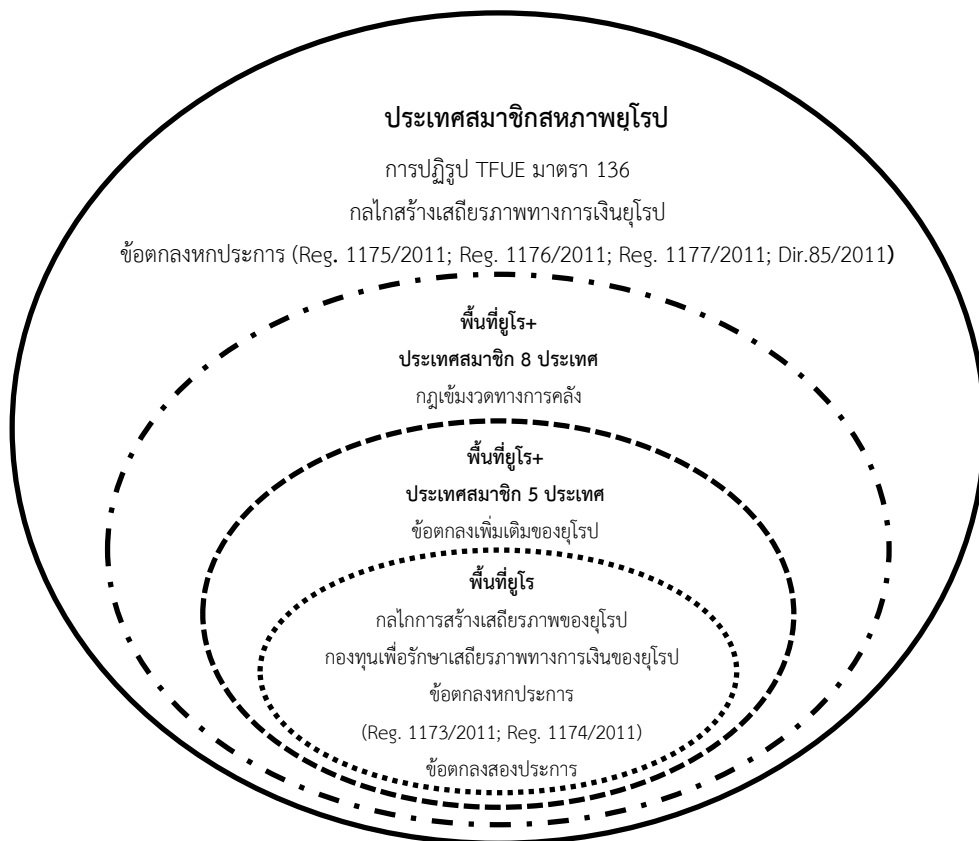 ประเทศสมาชิกสหภาพยุโรป
การปฏิรูป TFUE มาตรา 136
กลไกสร้างเสถียรภาพทางการเงินยุโรป
ข้อตกลงหกประการ (Reg. 1175/2011; Reg. 1176/2011; Reg. 1177/2011; Dir.85/2011)
พื้นที่ยูโร+
ประเทศสมาชิก 8 ประเทศ
กฎเข้มงวดทางการคลัง
พื้นที่ยูโร+
ประเทศสมาชิก 5 ประเทศ
ข้อตกลงเพิ่มเติมของยุโรป
พื้นที่ยูโร
กลไกการสร้างเสถียรภาพของยุโรป
กองทุนเพื่อรักษาเสถียรภาพทางการเงินของยุโรป
ข้อตกลงหกประการ
(Reg. 1173/2011; Reg. 1174/2011)
ข้อตกลงสองประการ